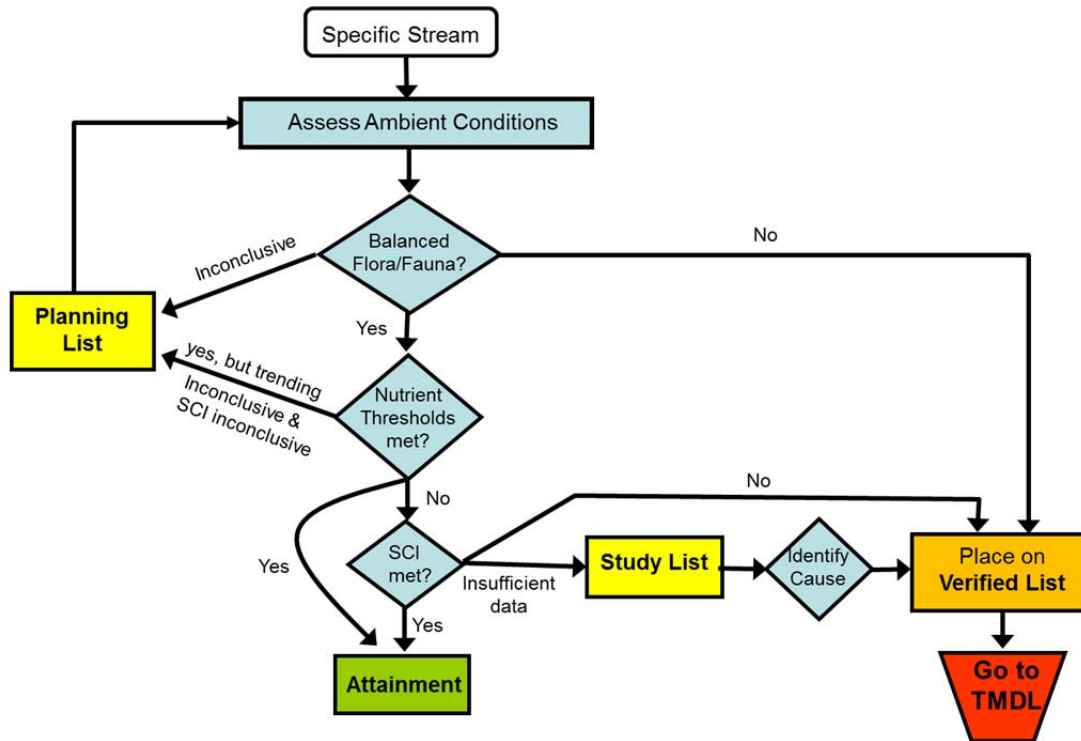 Specific Stream
Assess Ambient Conditions
Balanced
Flora/Fauna?
No
Inconclusive
Planning
List
Yes
yes, but trending
Inconclusive &
SCI inconclusive
Nutrient
Thresholds
met?
No
No
Yes
SCI
met?
Insufficient
data
Study List
Identify
Cause
Place on
Verified List
Yes
Attainment
Go to
TMDL